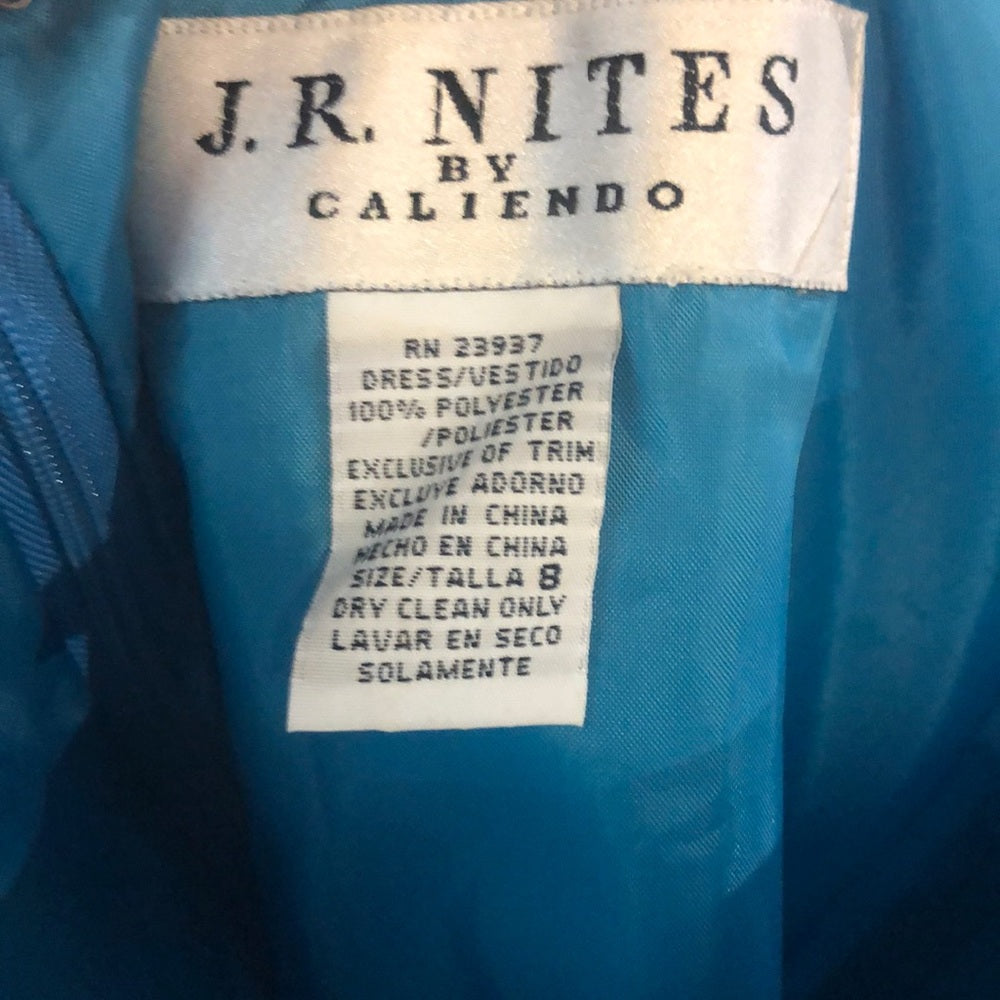 J.R. NITES
BY
CALIENDO
RN 23937
DRESS/VESTIDO
100% POLYESTER
/POLIESTER
EXCLUSIVE OF TRIM
EXCLUYE ADORNO
MADE IN CHINA
HECHO EN CHINA
SIZE/TALLA 8
DRY CLEAN ONLY
LAVAR EN SECO
SOLAMENTE